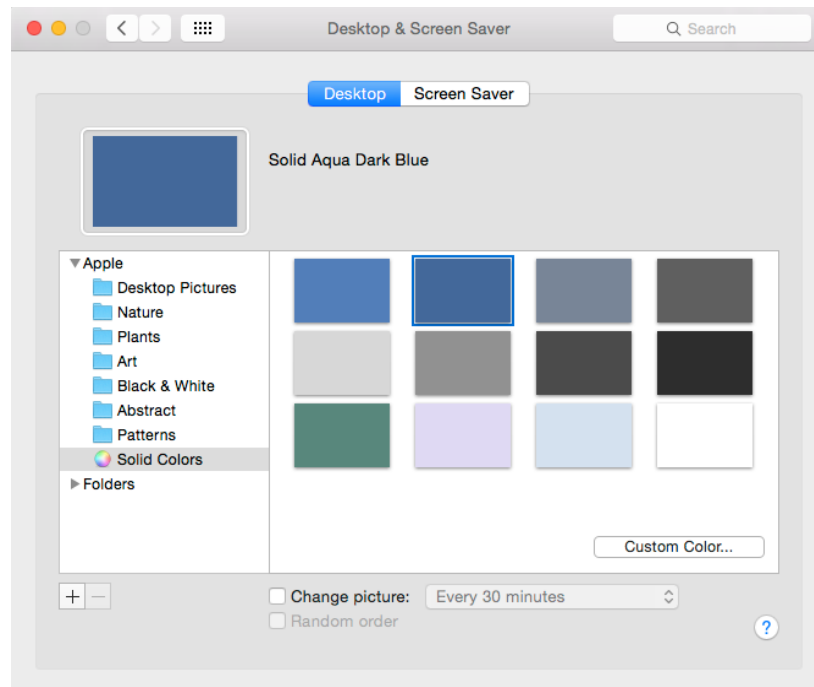 Desktop & Screen Saver
Search
Desktop Screen Saver
Solid Aqua Dark Blue
Apple
Desktop Pictures
Nature
Plants
Art
Black & White
Abstract
Patterns
Solid Colors
Folders
Custom Color...
+ −
Change picture: Every 30 minutes
Random order
?